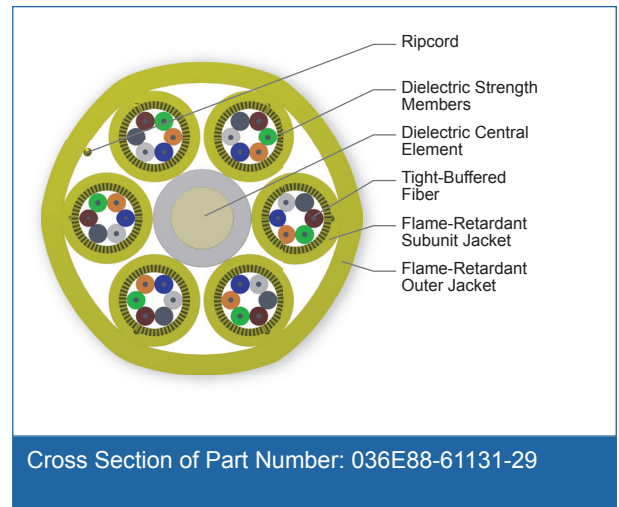 Ripcord
Dielectric Strength
Members
Dielectric Central
Element
Tight-Buffered
Fiber
Flame-Retardant
Subunit Jacket
Flame-Retardant
Outer Jacket
Cross Section of Part Number: 036E88-61131-29